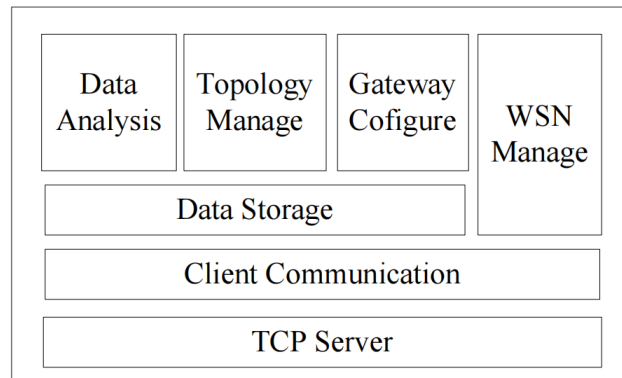 Data
Analysis
Topology
Manage
Gateway
Cofigure
WSN
Manage
Data Storage
Client Communication
TCP Server